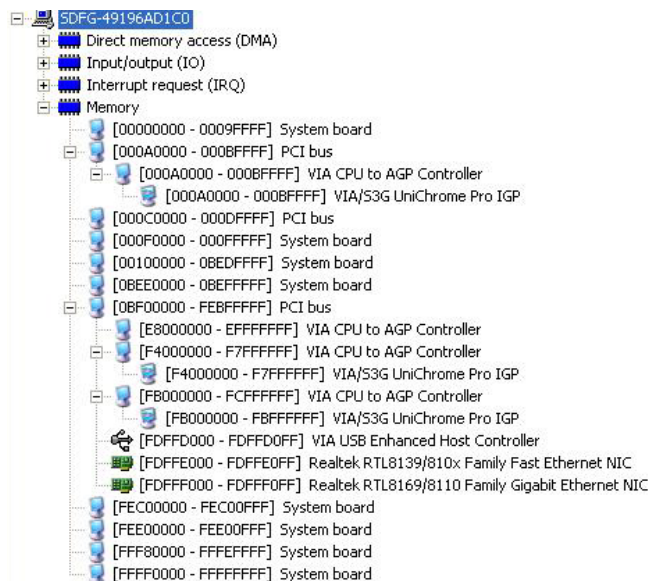 SDFG-49196AD1C0
Direct memory access (DMA)
Input/output (IO)
Interrupt request (IRQ)
Memory
[00000000 - 0009FFFF] System board
[000A0000 - 000BFFFF] PCI bus
[000A0000 - 000BFFFF] VIA CPU to AGP Controller
[000A0000 - 000BFFFF] VIA/S3G UniChrome Pro IGP
[000C0000 - 000DFFFF] PCI bus
[000F0000 - 000FFFFF] System board
[00100000 - 0BEDFFFF] System board
[0BEE0000 - 0BEFFFFF] System board
[0BF00000 - FEBFFFFF] PCI bus
[E8000000 - EFFFFFFF] VIA CPU to AGP Controller
[F4000000 - F7FFFFFF] VIA CPU to AGP Controller
[F4000000 - F7FFFFFF] VIA/S3G UniChrome Pro IGP
[FB000000 - FCFFFFFF] VIA CPU to AGP Controller
[FB000000 - FBFFFFFF] VIA/S3G UniChrome Pro IGP
[FDFFD000 - FDFFD0FF] VIA USB Enhanced Host Controller
[FDFFE000 - FDFFE0FF] Realtek RTL8139/810x Family Fast Ethernet NIC
[FDFFF000 - FDFFF0FF] Realtek RTL8169/8110 Family Gigabit Ethernet NIC
[FEC00000 - FEC00FFF] System board
[FEE00000 - FEE00FFF] System board
[FFF80000 - FFFEFFFF] System board
[FFFF0000 - FFFFFFFF] System board